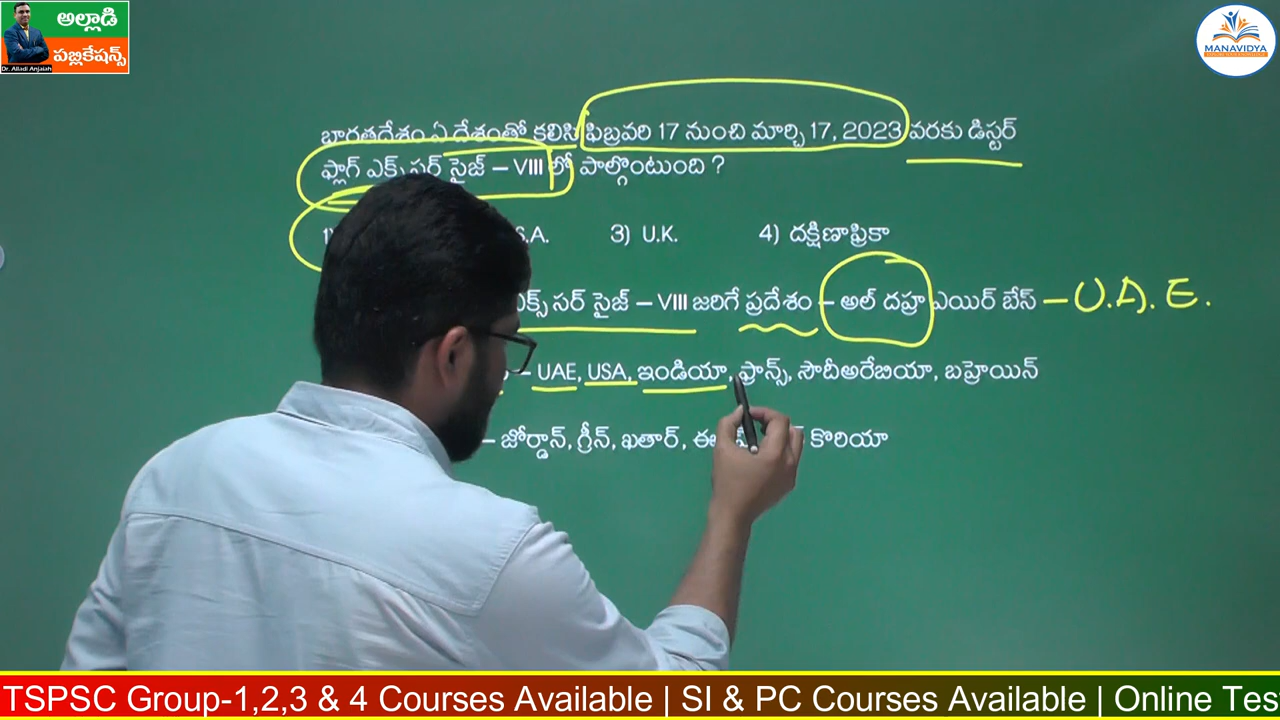 అల్లాడి
పబ్లికేషన్స్
Dr. Alladi Anjaiah
MANAVIDYA
భారతదేశం ఏ దేశంతో కలిసి ఫిబ్రవరి 17 నుంచి మార్చి 17, 2023 వరకు డిస్టర్
ఫ్లాగ్ ఎక్స్ సర్ సైజ్ – VIII లో పాల్గొంటుంది ?
3) U.K. 4) దక్షిణాఫ్రికా
సర్ సైజ్ – VIII జరిగే ప్రదేశం – అల్ దహ్ర ఎయిర్ బేస్ – U.A.E.
– UAE, USA, ఇండియా, ఫ్రాన్స్, సౌదీఅరేబియా, బహ్రెయిన్
– జోర్డాన్, గ్రీన్, ఖతార్, కొరియా
TSPSC Group-1,2,3 & 4 Courses Available | SI & PC Courses Available | Online Tes